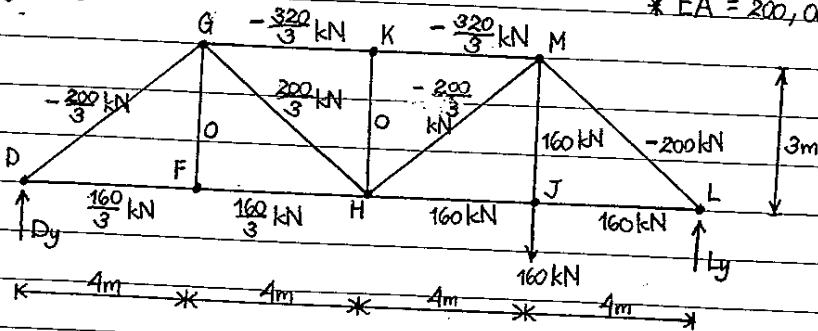 * EA = 200,0
-320/3 kN K -320/3 kN M
G
-200/3 kN 200/3 kN -200/3 kN
0 0 160 kN -200 kN 3m
D F H J L
160/3 kN 160/3 kN 160 kN 160 kN
Dy 160 kN Ly
4m 4m 4m 4m